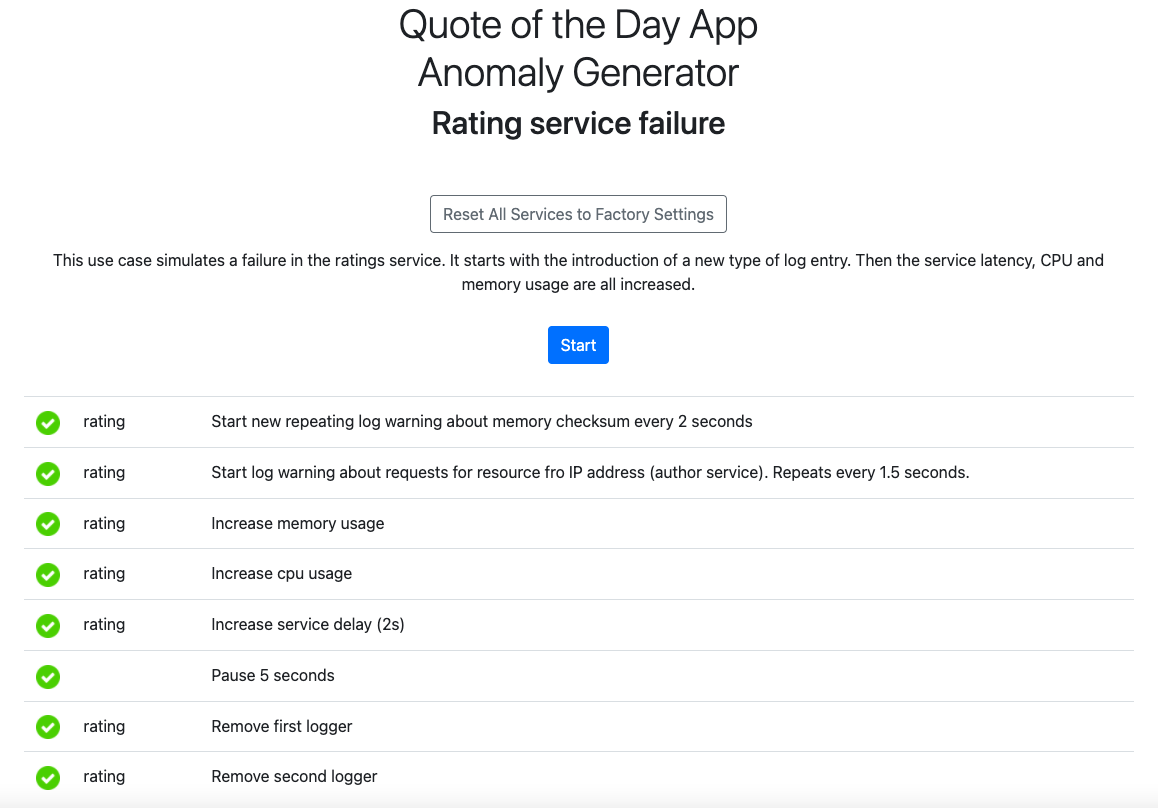 Quote of the Day App
Anomaly Generator
Rating service failure
Reset All Services to Factory Settings
This use case simulates a failure in the ratings service. It starts with the introduction of a new type of log entry. Then the service latency, CPU and
memory usage are all increased.
Start
rating Start new repeating log warning about memory checksum every 2 seconds
rating Start log warning about requests for resource fro IP address (author service). Repeats every 1.5 seconds.
rating Increase memory usage
rating Increase cpu usage
rating Increase service delay (2s)
Pause 5 seconds
rating Remove first logger
rating Remove second logger